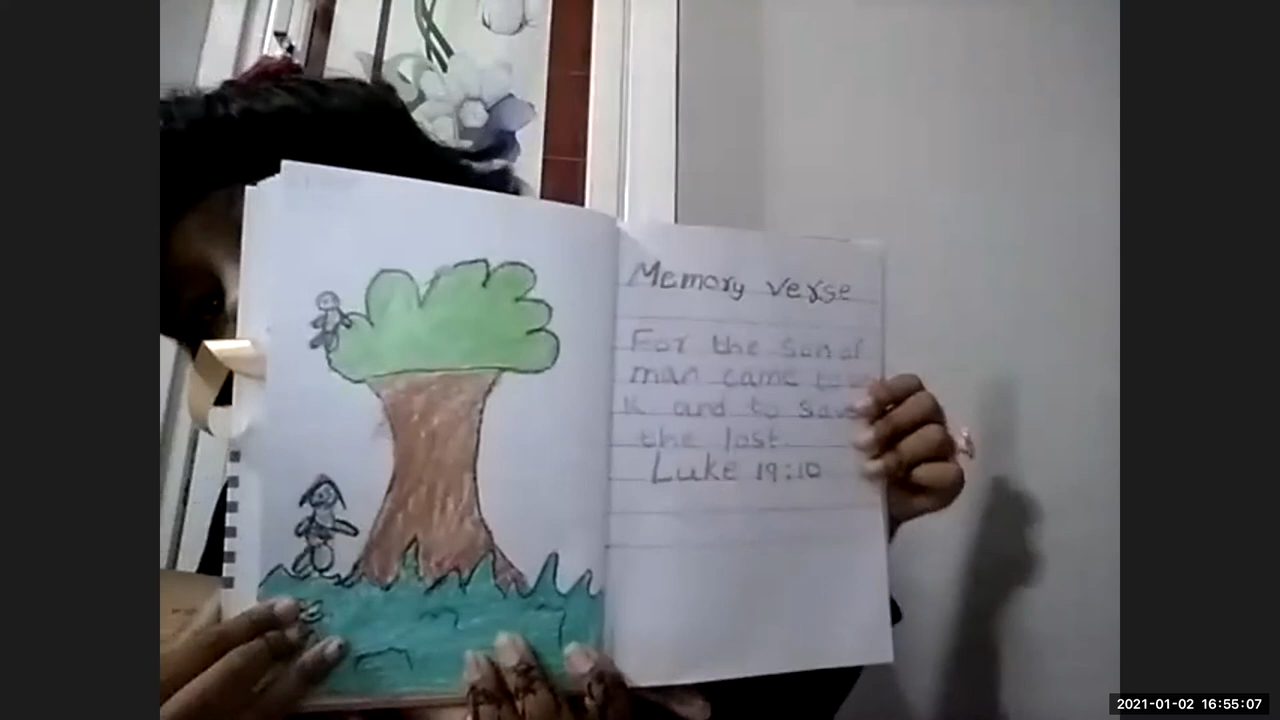 Memory verse
For the son of
man came to
k and to save
the lost.
Luke 19:10
2021-01-02 16:55:07